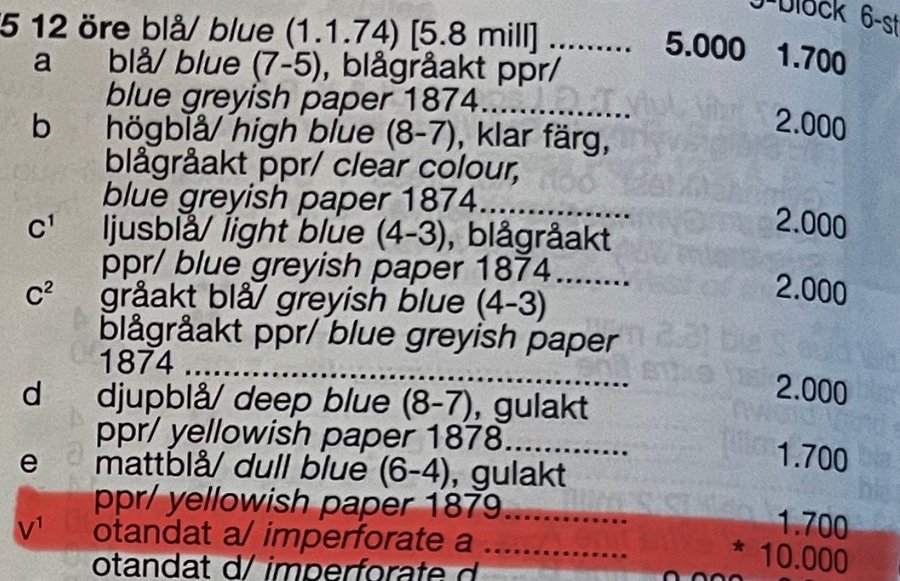 block 6-st
5 12 öre blå/ blue (1.1.74) [5.8 mill] ......... 5.000 1.700
a blå/ blue (7-5), blågråakt ppr/
blue greyish paper 1874................. 2.000
b högblå/ high blue (8-7), klar färg,
blågråakt ppr/ clear colour,
blue greyish paper 1874................. 2.000
c¹ ljusblå/ light blue (4-3), blågråakt
ppr/ blue greyish paper 1874........ 2.000
c² gråakt blå/ greyish blue (4-3)
blågråakt ppr/ blue greyish paper
1874 ................................................ 2.000
d djupblå/ deep blue (8-7), gulakt
ppr/ yellowish paper 1878............. 1.700
e mattblå/ dull blue (6-4), gulakt
ppr/ yellowish paper 1879............. 1.700
v¹ otandat a/ imperforate a ............... * 10.000
otandat d/ imperforate d